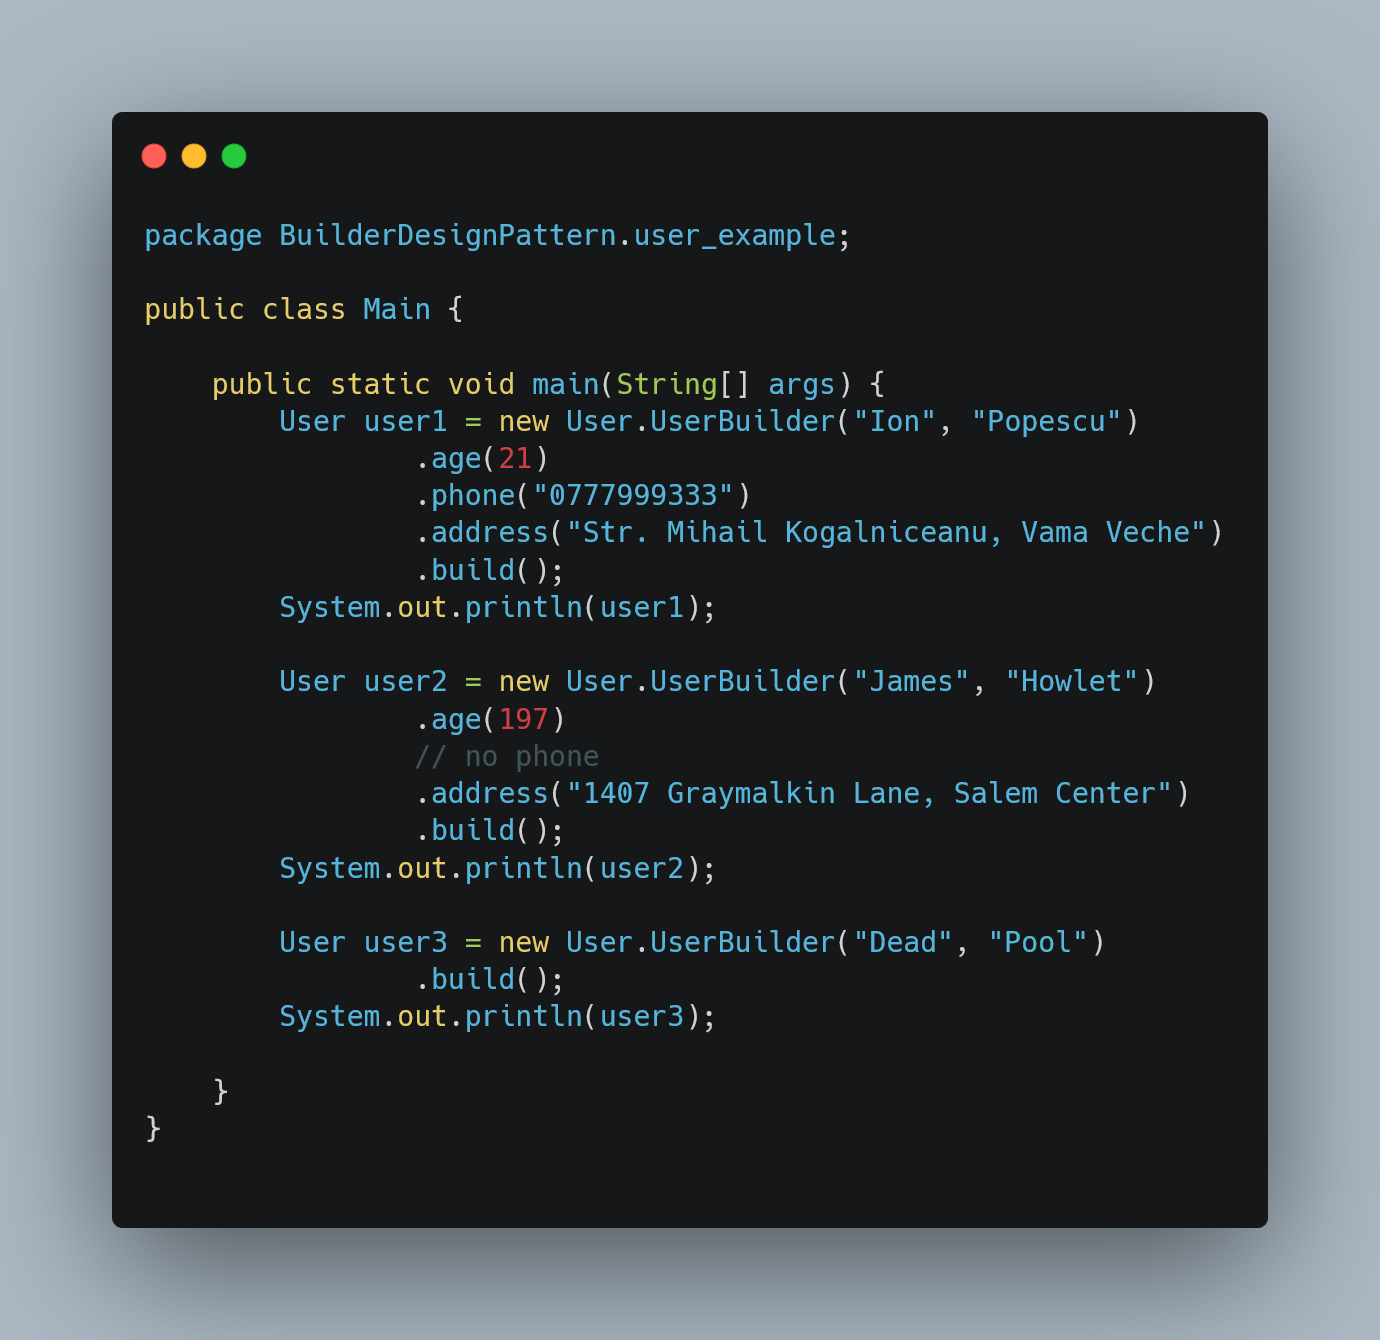 package BuilderDesignPattern.user_example;

public class Main {

    public static void main(String[] args) {
        User user1 = new User.UserBuilder("Ion", "Popescu")
                .age(21)
                .phone("0777999333")
                .address("Str. Mihail Kogalniceanu, Vama Veche")
                .build();
        System.out.println(user1);

        User user2 = new User.UserBuilder("James", "Howlet")
                .age(197)
                // no phone
                .address("1407 Graymalkin Lane, Salem Center")
                .build();
        System.out.println(user2);

        User user3 = new User.UserBuilder("Dead", "Pool")
                .build();
        System.out.println(user3);

    }
}